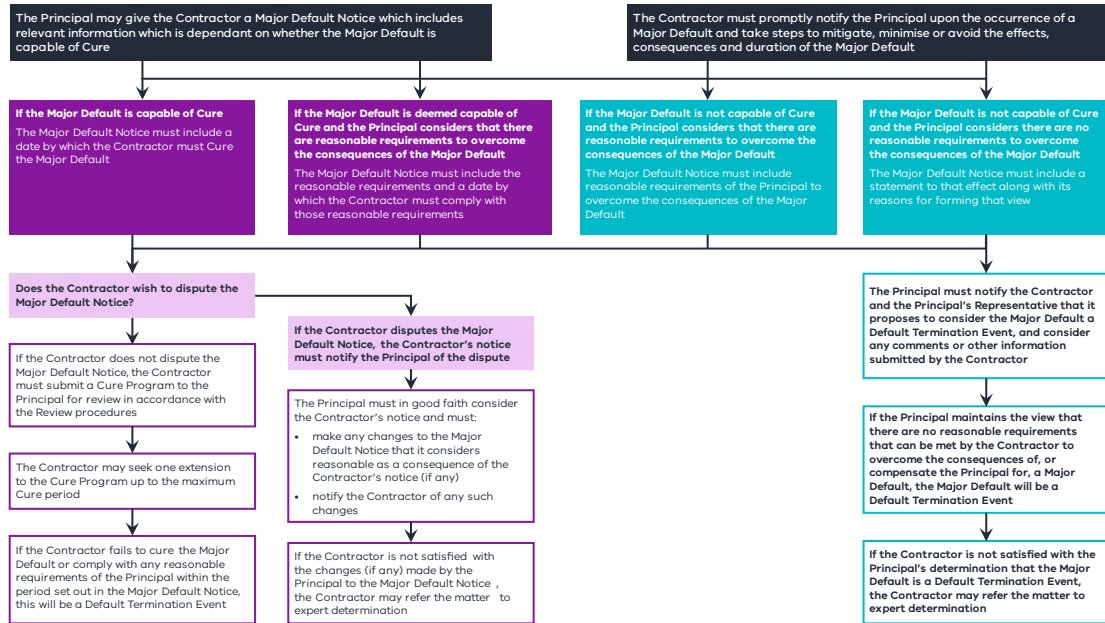 The Principal may give the Contractor a Major Default Notice which includes
relevant information which is dependant on whether the Major Default is
capable of Cure
The Contractor must promptly notify the Principal upon the occurrence of a
Major Default and take steps to mitigate, minimise or avoid the effects,
consequences and duration of the Major Default
If the Major Default is capable of Cure
The Major Default Notice must include a
date by which the Contractor must Cure
the Major Default
If the Major Default is deemed capable of
Cure and the Principal considers that there
are reasonable requirements to overcome
the consequences of the Major Default
The Major Default Notice must include the
reasonable requirements and a date by
which the Contractor must comply with
those reasonable requirements
If the Major Default is not capable of Cure
and the Principal considers that there are
reasonable requirements to overcome the
consequences of the Major Default
The Major Default Notice must include
reasonable requirements of the Principal to
overcome the consequences of the Major
Default
If the Major Default is not capable of Cure
and the Principal considers there are no
reasonable requirements to overcome
the consequences of the Major Default
The Major Default Notice must include a
statement to that effect along with its
reasons for forming that view
Does the Contractor wish to dispute the
Major Default Notice?
If the Contractor does not dispute the
Major Default Notice, the Contractor
must submit a Cure Program to the
Principal for review in accordance with
the Review procedures
The Contractor may seek one extension
to the Cure Program up to the maximum
Cure period
If the Contractor fails to cure the Major
Default or comply with any reasonable
requirements of the Principal within the
period set out in the Major Default Notice,
this will be a Default Termination Event
If the Contractor disputes the Major
Default Notice, the Contractor's notice
must notify the Principal of the dispute
The Principal must in good faith consider
the Contractor's notice and must:
• make any changes to the Major
Default Notice that it considers
reasonable as a consequence of the
Contractor's notice (if any)
• notify the Contractor of any such
changes
If the Contractor is not satisfied with
the changes (if any) made by the
Principal to the Major Default Notice ,
the Contractor may refer the matter to
expert determination
The Principal must notify the Contractor
and the Principal's Representative that it
proposes to consider the Major Default a
Default Termination Event, and consider
any comments or other information
submitted by the Contractor
If the Principal maintains the view that
there are no reasonable requirements
that can be met by the Contractor to
overcome the consequences of, or
compensate the Principal for, a Major
Default, the Major Default will be a
Default Termination Event
If the Contractor is not satisfied with the
Principal's determination that the Major
Default is a Default Termination Event,
the Contractor may refer the matter to
expert determination